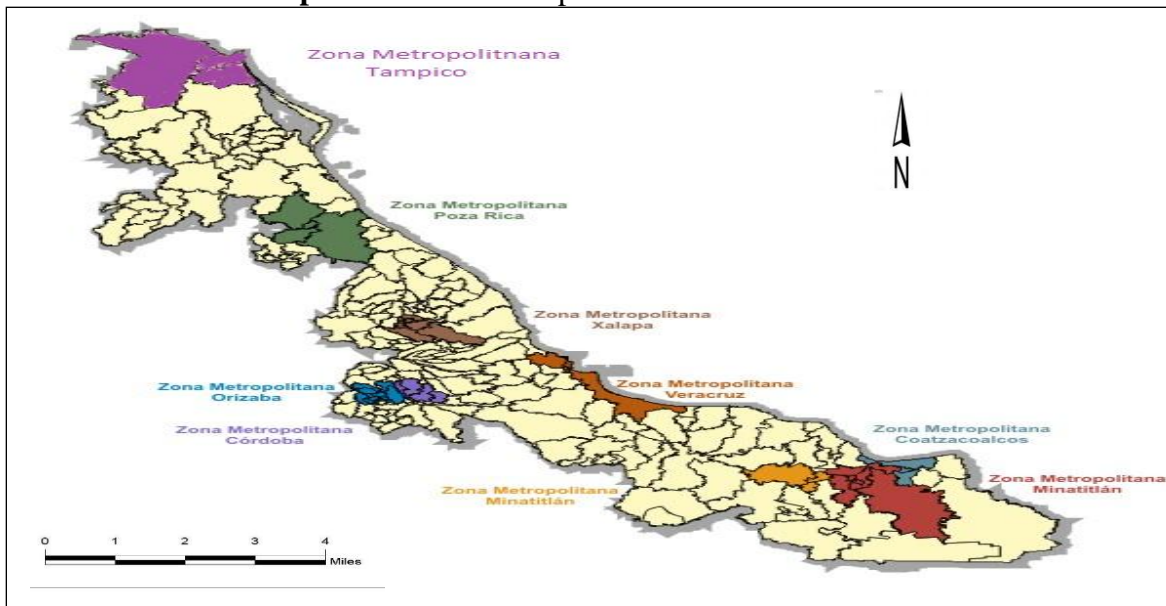 Zona Metropolitnana
Tampico
N
Zona Metropolitana
Poza Rica
Zona Metropolitana
Xalapa
Zona Metropolitana
Orizaba
Zona Metropolitana
Veracruz
Zona Metropolitana
Córdoba
Zona Metropolitana
Coatzacoalcos
Zona Metropolitana
Minatitlán
Zona Metropolitana
Minatitlán
0 1 2 3 4
Miles